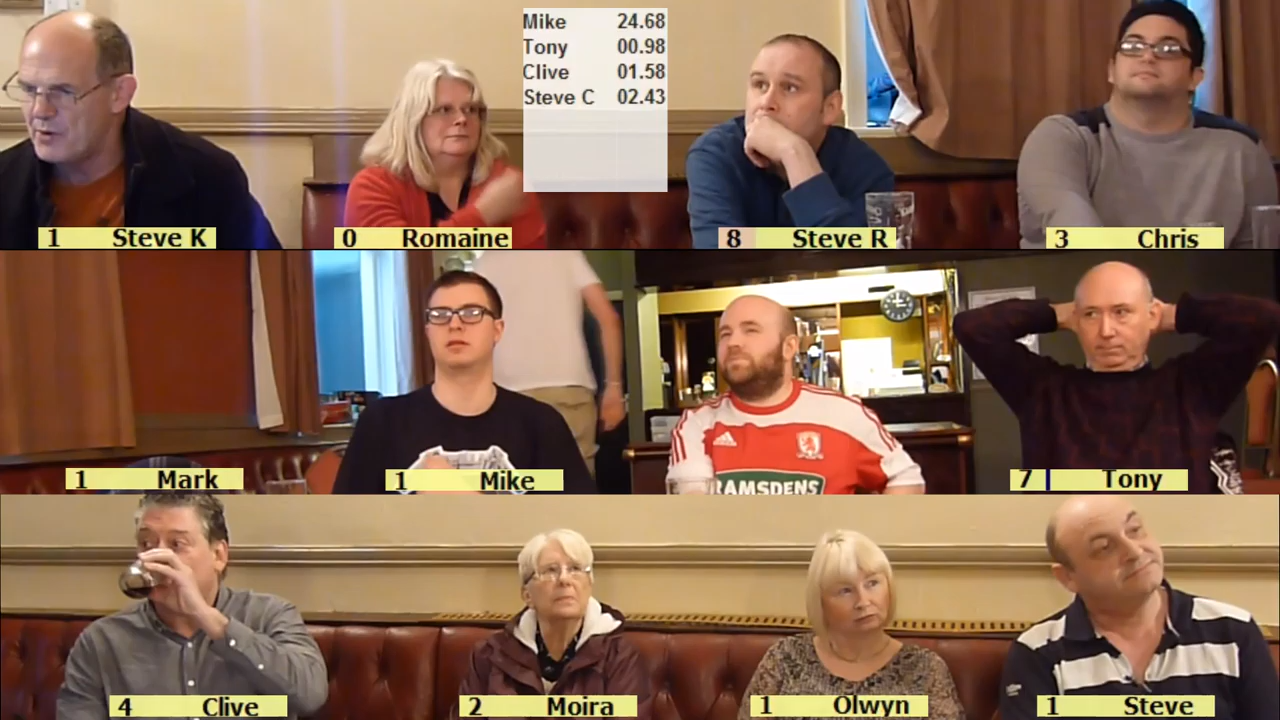 Mike 24.68
Tony 00.98
Clive 01.58
Steve C 02.43
1 Steve K
0 Romaine
8 Steve R
3 Chris
1 Mark
1 Mike
7 Tony
RAMSDENS
4 Clive
2 Moira
1 Olwyn
1 Steve